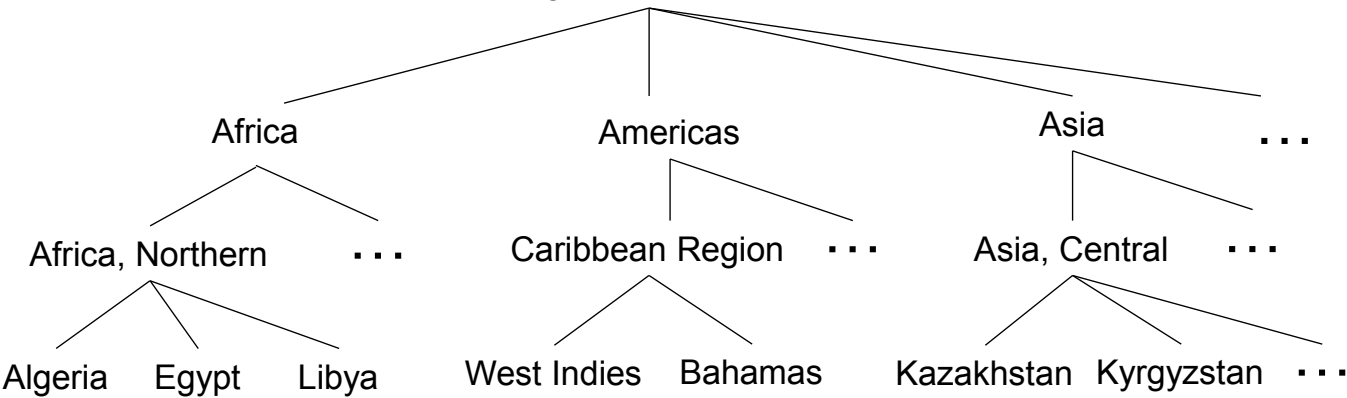 Africa Americas Asia ...
Africa, Northern ... Caribbean Region ... Asia, Central ...
Algeria Egypt Libya West Indies Bahamas Kazakhstan Kyrgyzstan ...